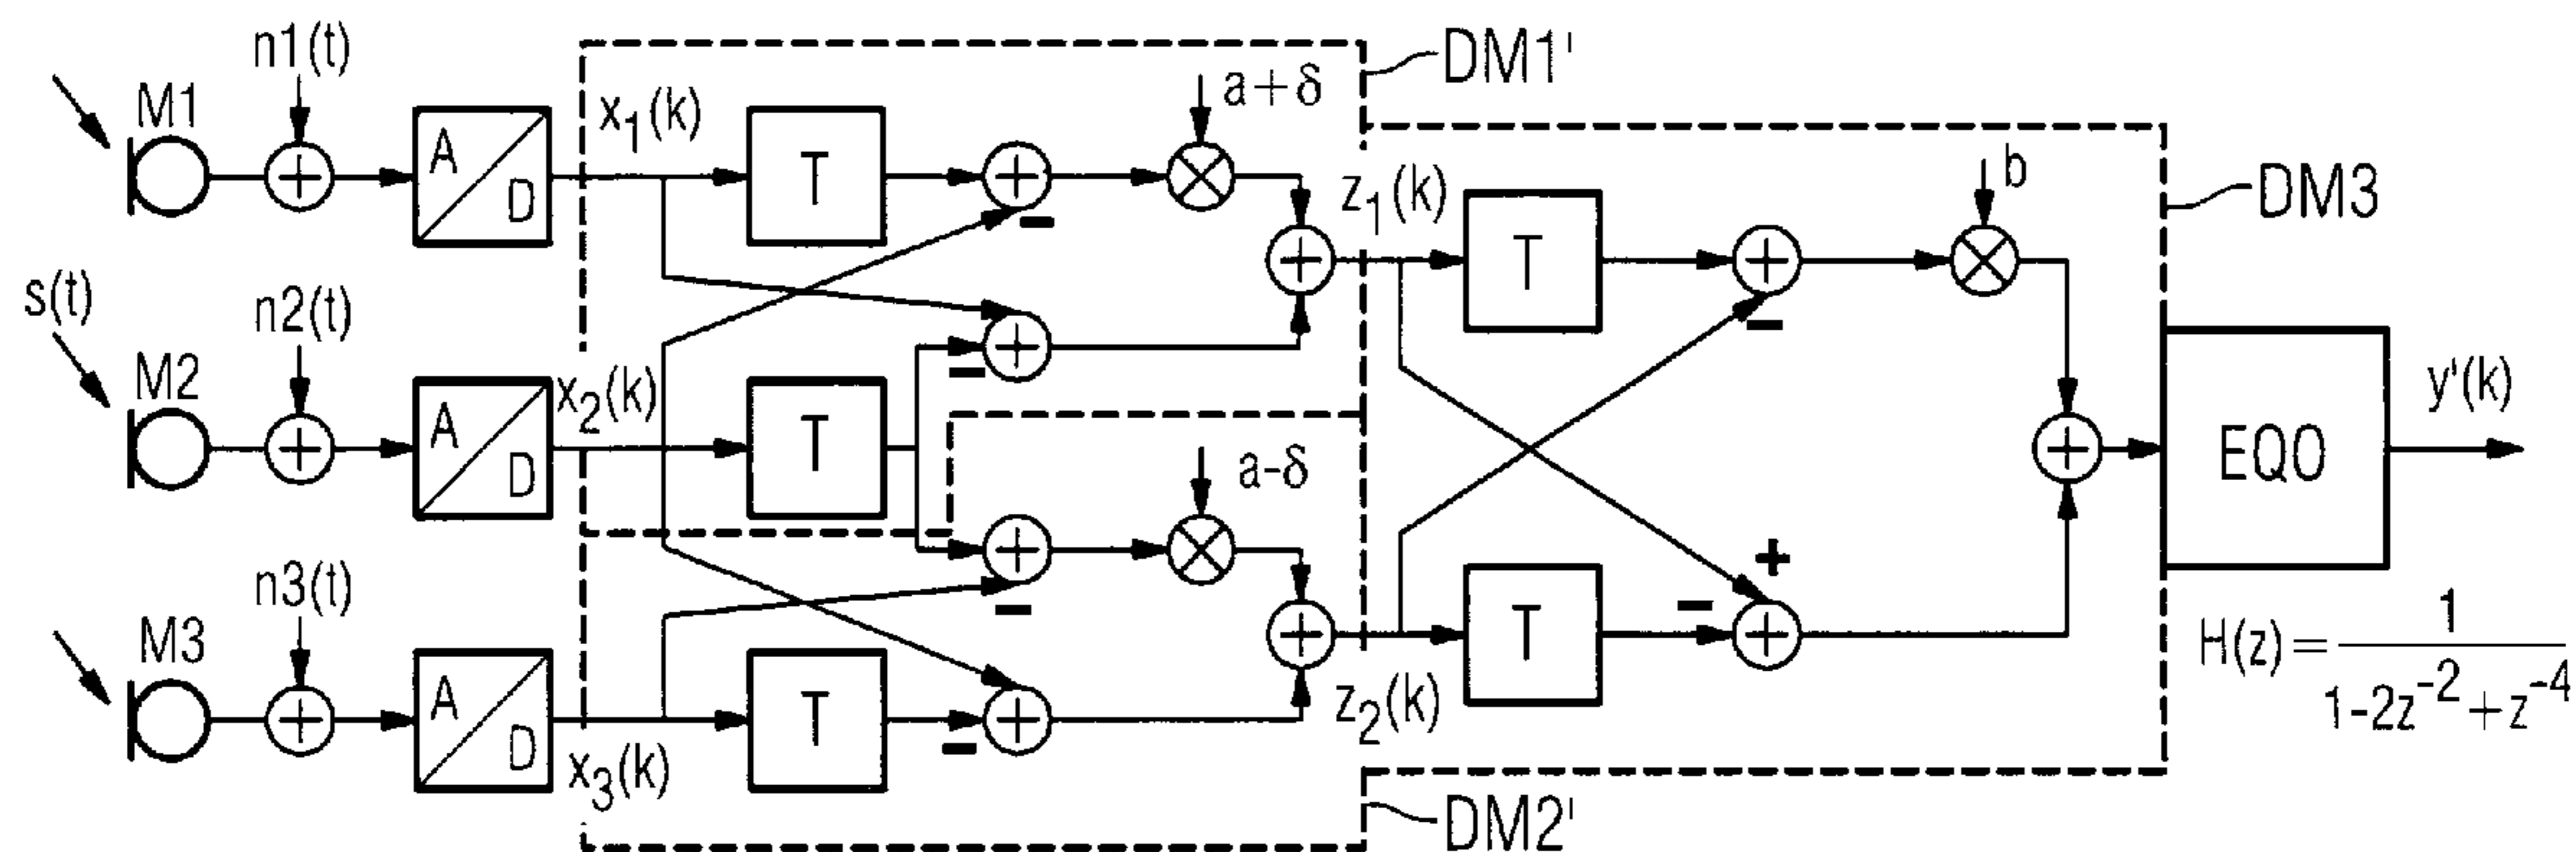 n1(t)
DM1'
M1
A
D
x1(k)
T
+
-
a+δ
z1(k)
T
+
-
b
DM3
s(t)
n2(t)
M2
+
A
D
x2(k)
T
+
-
+
a-δ
+
EQO
y'(k)
H(z)=1/1-2z-2+z-4
n3(t)
M3
+
A
D
x3(k)
T
+
-
+
-
+
z2(k)
T
-
+
+
DM2'